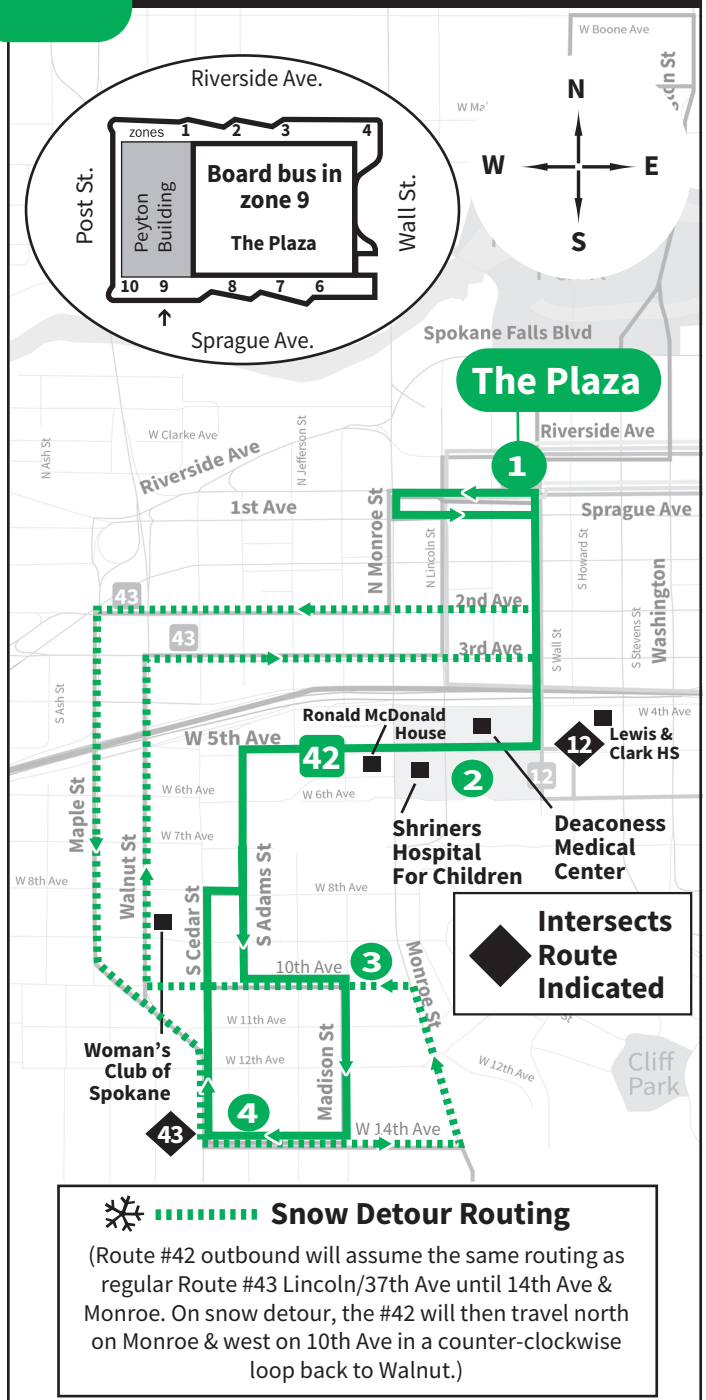 W Boone Ave
Riverside Ave.
N
zones 1 2 3 4
W E
Post St.
Peyton
Building
Board bus in
zone 9
The Plaza
Wall St.
S
10 9 8 7 6
Sprague Ave.
Spokane Falls Blvd
The Plaza
W Clarke Ave
Riverside Ave
N Ash St
Riverside Ave
N Jefferson St
1
1st Ave
N Monroe St
Sprague Ave
N Lincoln St
S Howard St
43
2nd Ave
Washington
43
3rd Ave
S Wall St
S Stevens St
S Ash St
Ronald McDonald
House
W 4th Ave
W 5th Ave
42
12
Lewis &
Clark HS
2
12
W 6th Ave
W 6th Ave
Maple St
Shriners
Hospital
For Children
Deaconess
Medical
Center
W 7th Ave
Walnut St
W 8th Ave
S Cedar St
S Adams St
W 8th Ave
Intersects
Route
Indicated
10th Ave
3
Monroe St
W 11th Ave
Woman's
Club of
Spokane
W 12th Ave
Madison St
W 12th Ave
Cliff
Park
4
43
W 14th Ave
Snow Detour Routing
(Route #42 outbound will assume the same routing as
regular Route #43 Lincoln/37th Ave until 14th Ave &
Monroe. On snow detour, the #42 will then travel north
on Monroe & west on 10th Ave in a counter-clockwise
loop back to Walnut.)